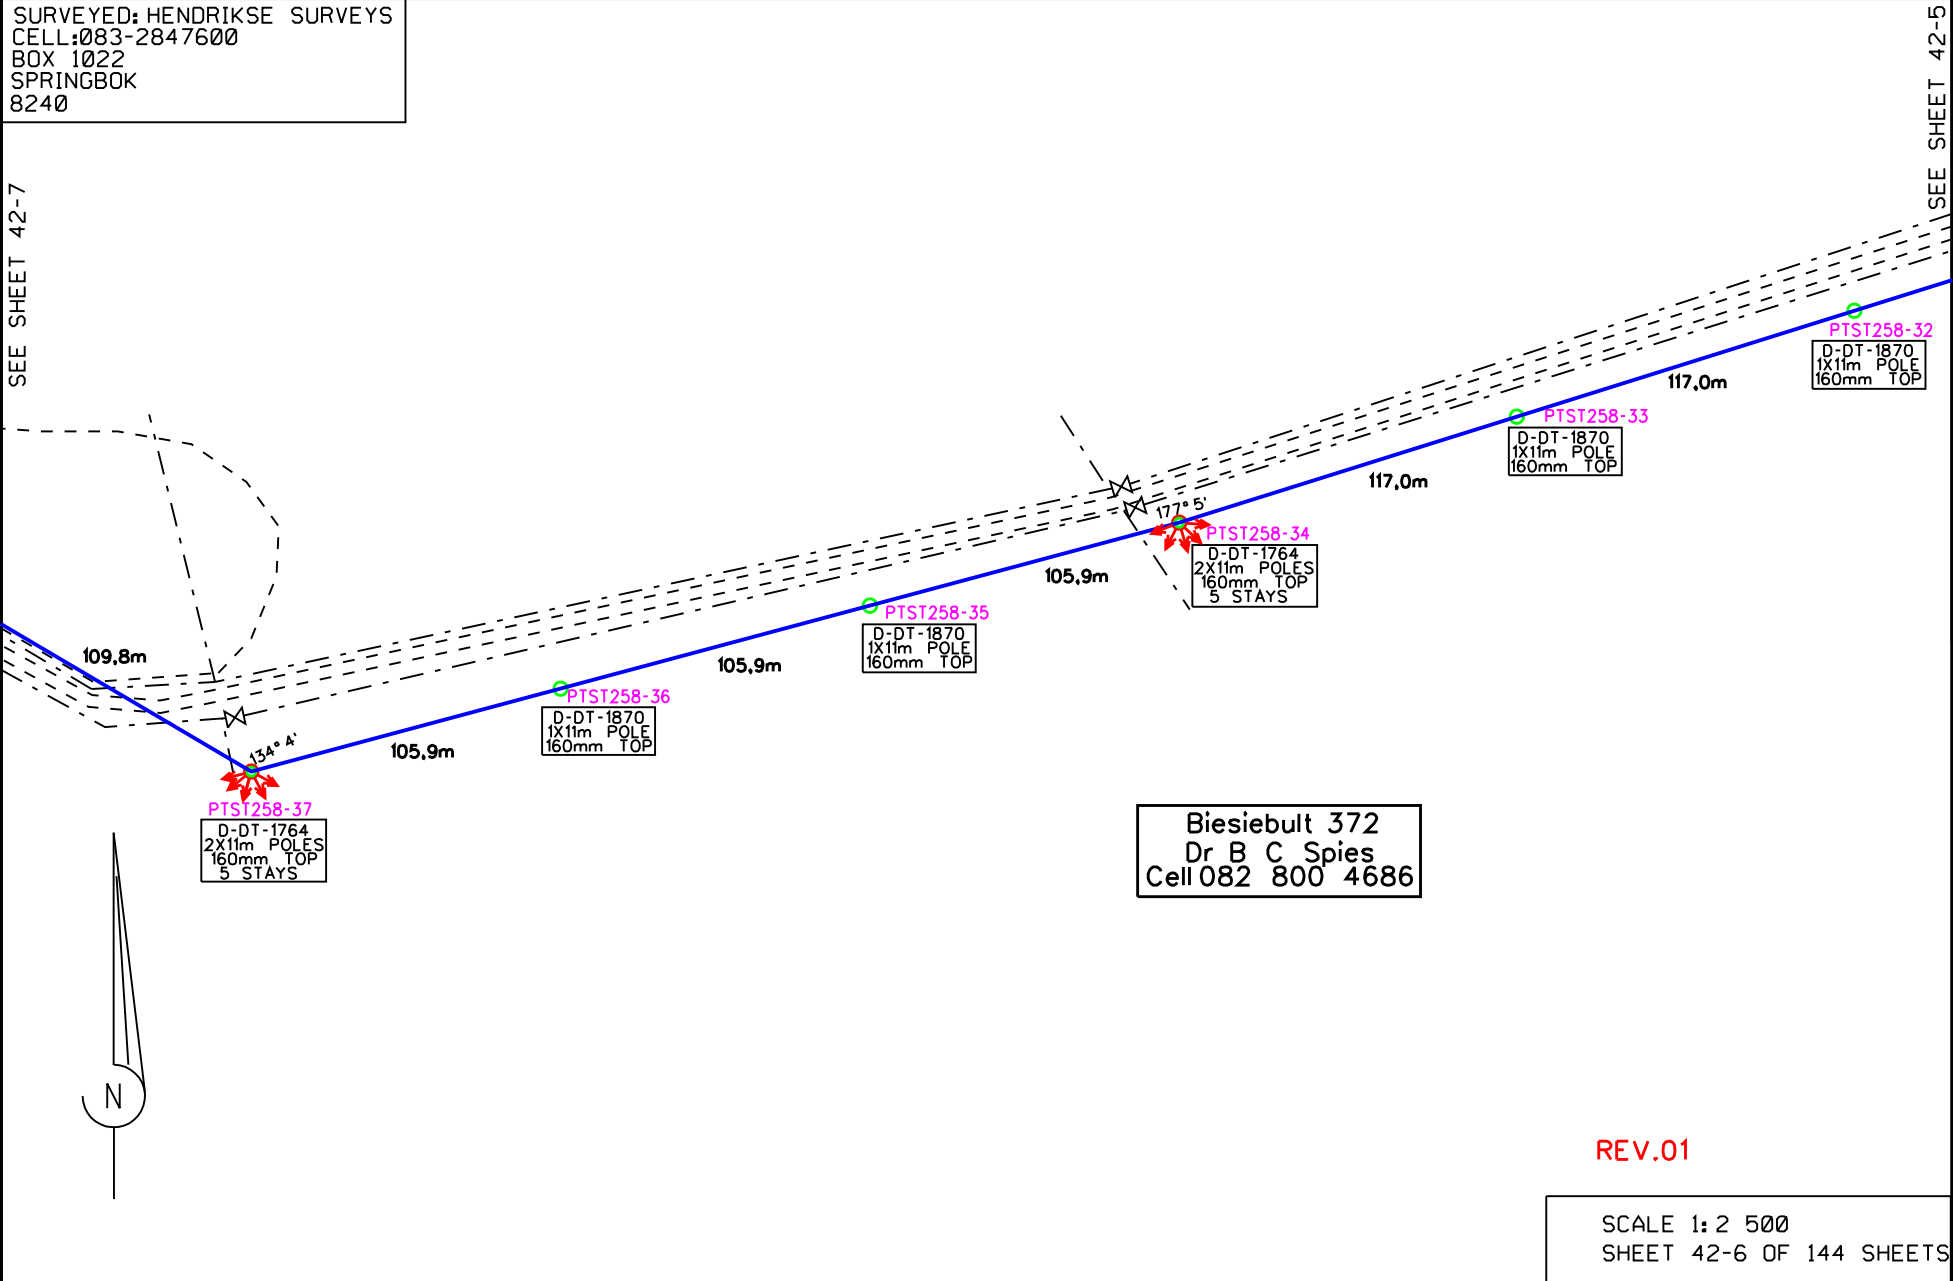 SURVEYED: HENDRIKSE SURVEYS
CELL:083-2847600
BOX 1022
SPRINGBOK
8240
SEE SHEET 42-7
SEE SHEET 42-5
PTST258-32
D-DT-1870
1X11m POLE
160mm TOP
117,0m
PTST258-33
D-DT-1870
1X11m POLE
160mm TOP
117,0m
177° 5'
PTST258-34
D-DT-1764
2X11m POLES
160mm TOP
5 STAYS
105,9m
PTST258-35
D-DT-1870
1X11m POLE
160mm TOP
105,9m
PTST258-36
D-DT-1870
1X11m POLE
160mm TOP
105,9m
109,8m
134° 4'
PTST258-37
D-DT-1764
2X11m POLES
160mm TOP
5 STAYS
Biesiebult 372
Dr B C Spies
Cell 082 800 4686
N
REV.01
SCALE 1:2 500
SHEET 42-6 OF 144 SHEETS